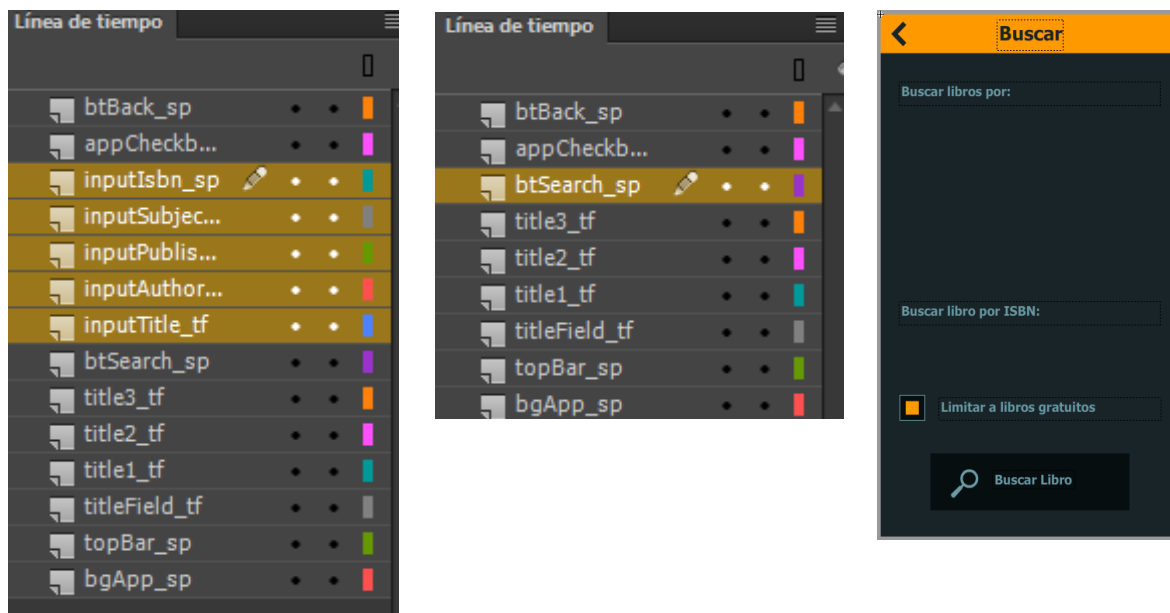 Línea de tiempo
btBack_sp
appCheckb...
inputIsbn_sp
inputSubjec...
inputPublis...
inputAuthor...
inputTitle_tf
btSearch_sp
title3_tf
title2_tf
title1_tf
titleField_tf
topBar_sp
bgApp_sp
Línea de tiempo
btBack_sp
appCheckb...
btSearch_sp
title3_tf
title2_tf
title1_tf
titleField_tf
topBar_sp
bgApp_sp
Buscar
Buscar libros por:
Buscar libro por ISBN:
Limitar a libros gratuitos
Buscar Libro